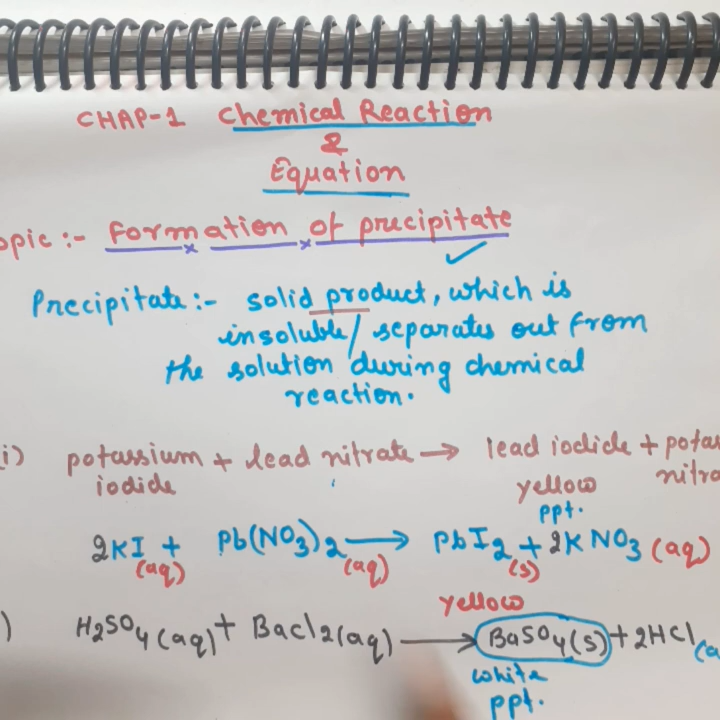 CHAP-1 Chemical Reaction
&
Equation
opic :- Formation of precipitate
Precipitate :- solid product, which is
insoluble/ separates out from
the solution during chemical
reaction.
i) potassium + lead nitrate → lead iodide + potas
iodide yellow nitra
ppt.
2KI + Pb(NO3)2 → PbI2 + 2KNO3 (aq)
(aq) (aq) (s)
yellow
) H2SO4(aq) + BaCl2(aq) → BaSO4(s) + 2HCl(a
white
ppt.